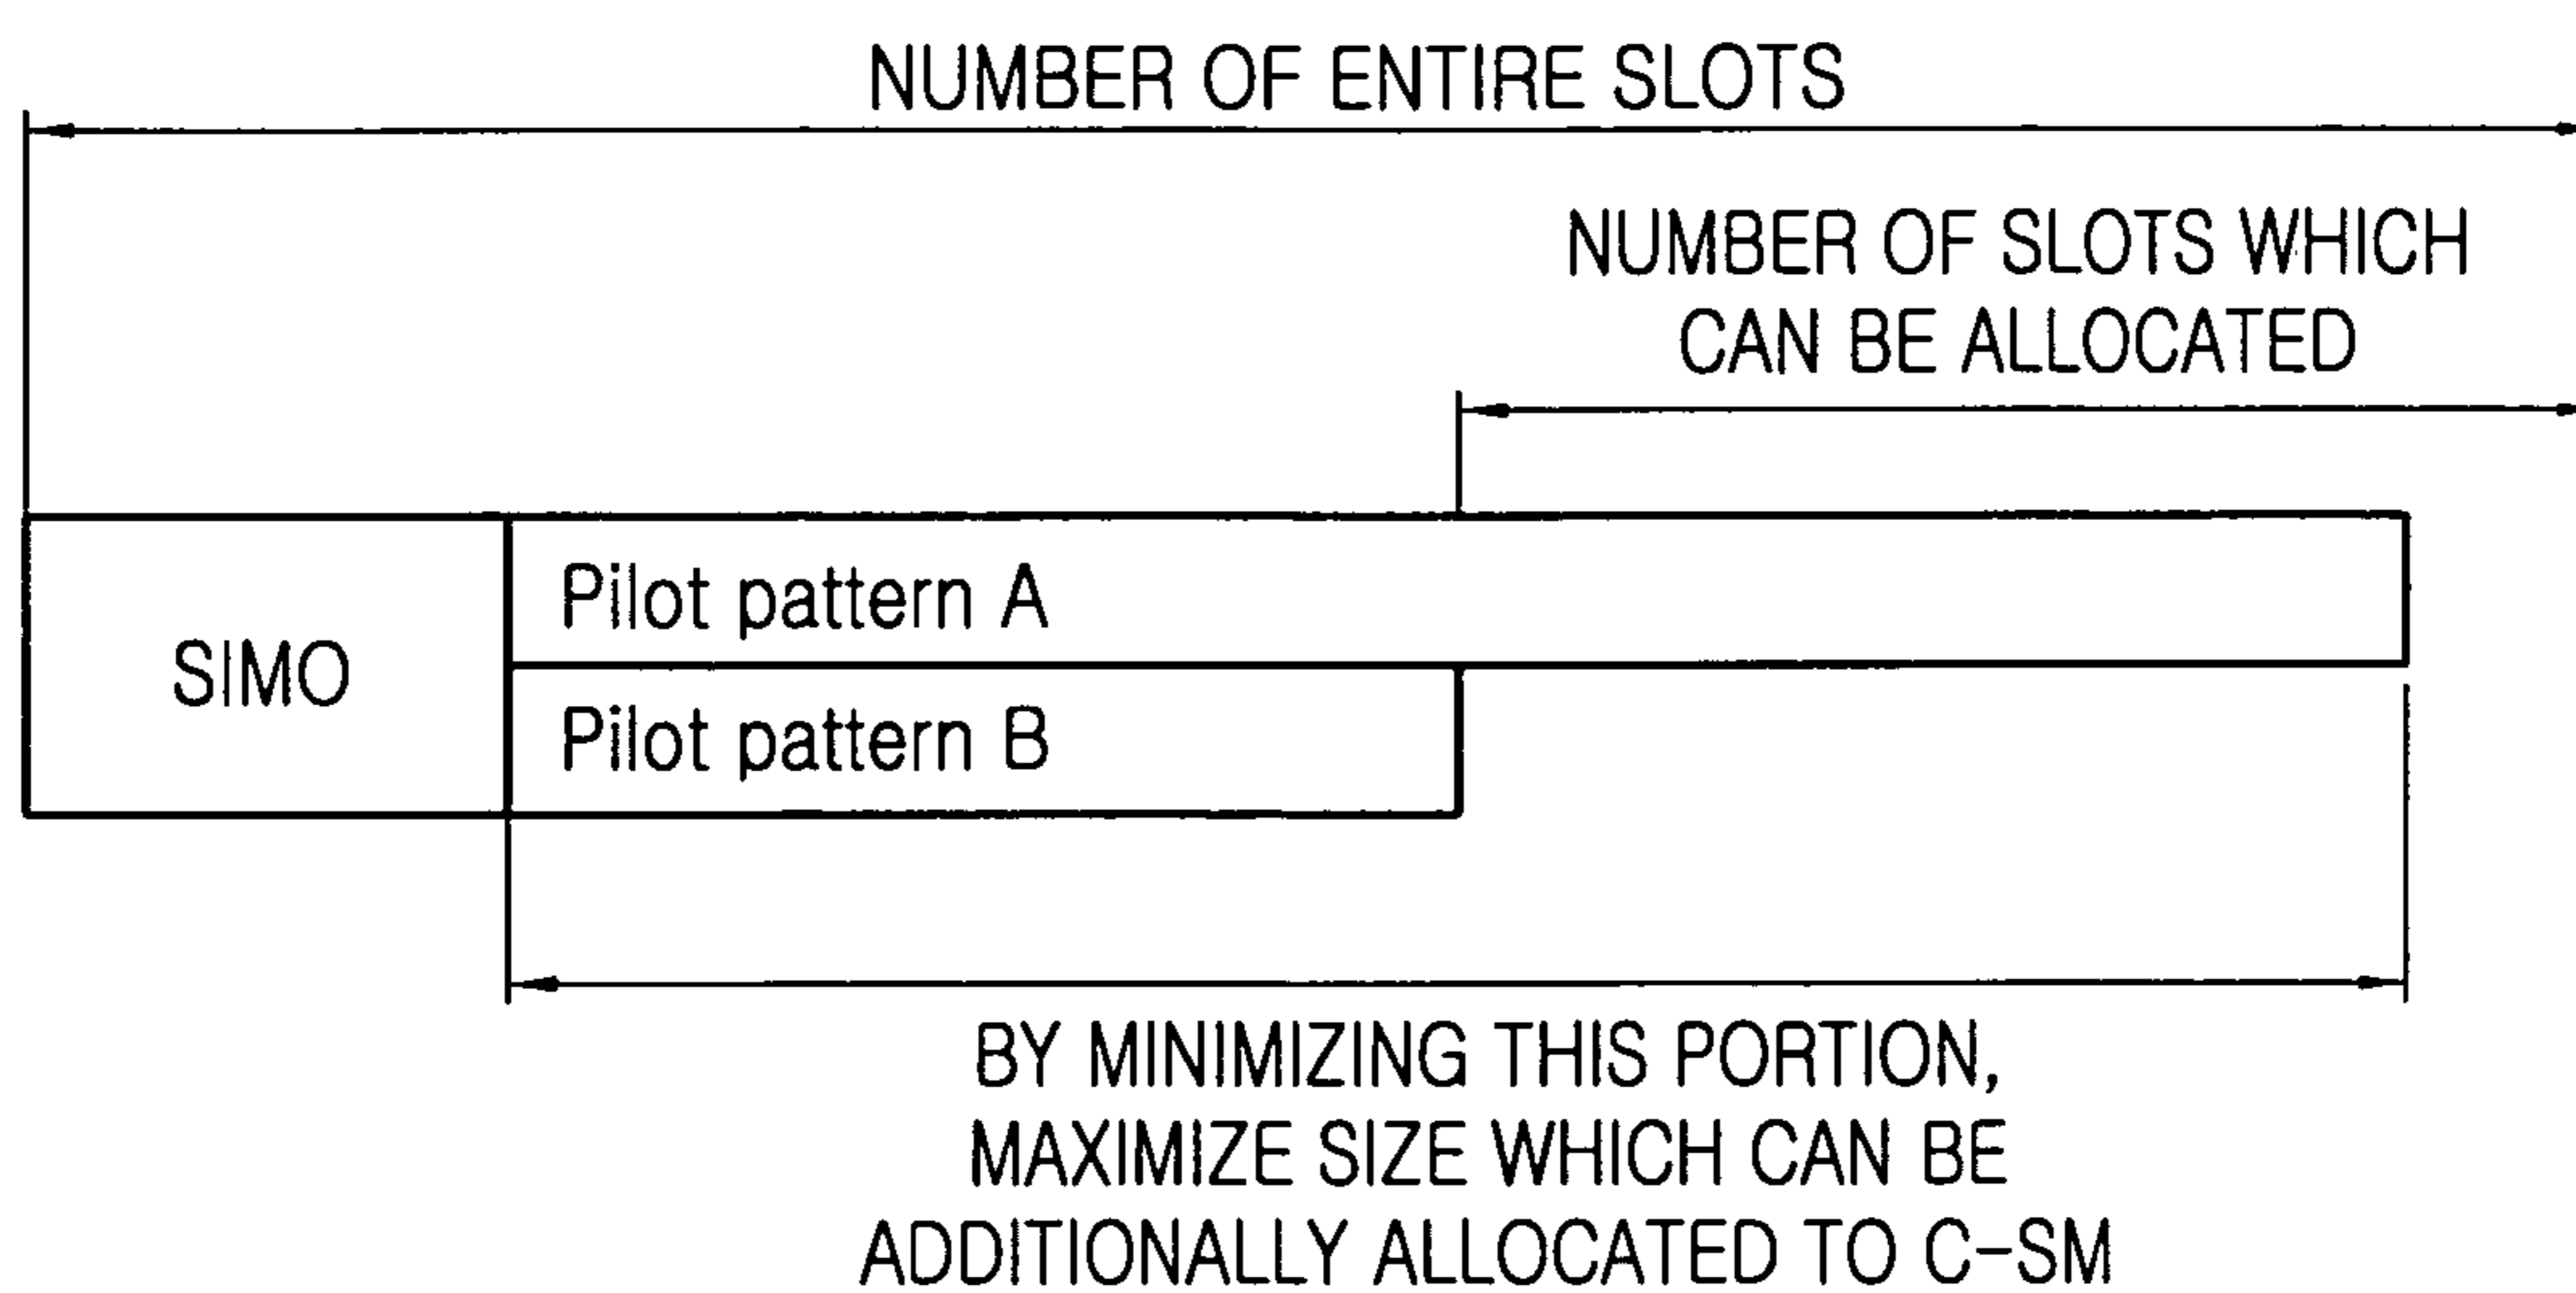 NUMBER OF ENTIRE SLOTS
NUMBER OF SLOTS WHICH
CAN BE ALLOCATED
Pilot pattern A
SIMO
Pilot pattern B
BY MINIMIZING THIS PORTION,
MAXIMIZE SIZE WHICH CAN BE
ADDITIONALLY ALLOCATED TO C-SM